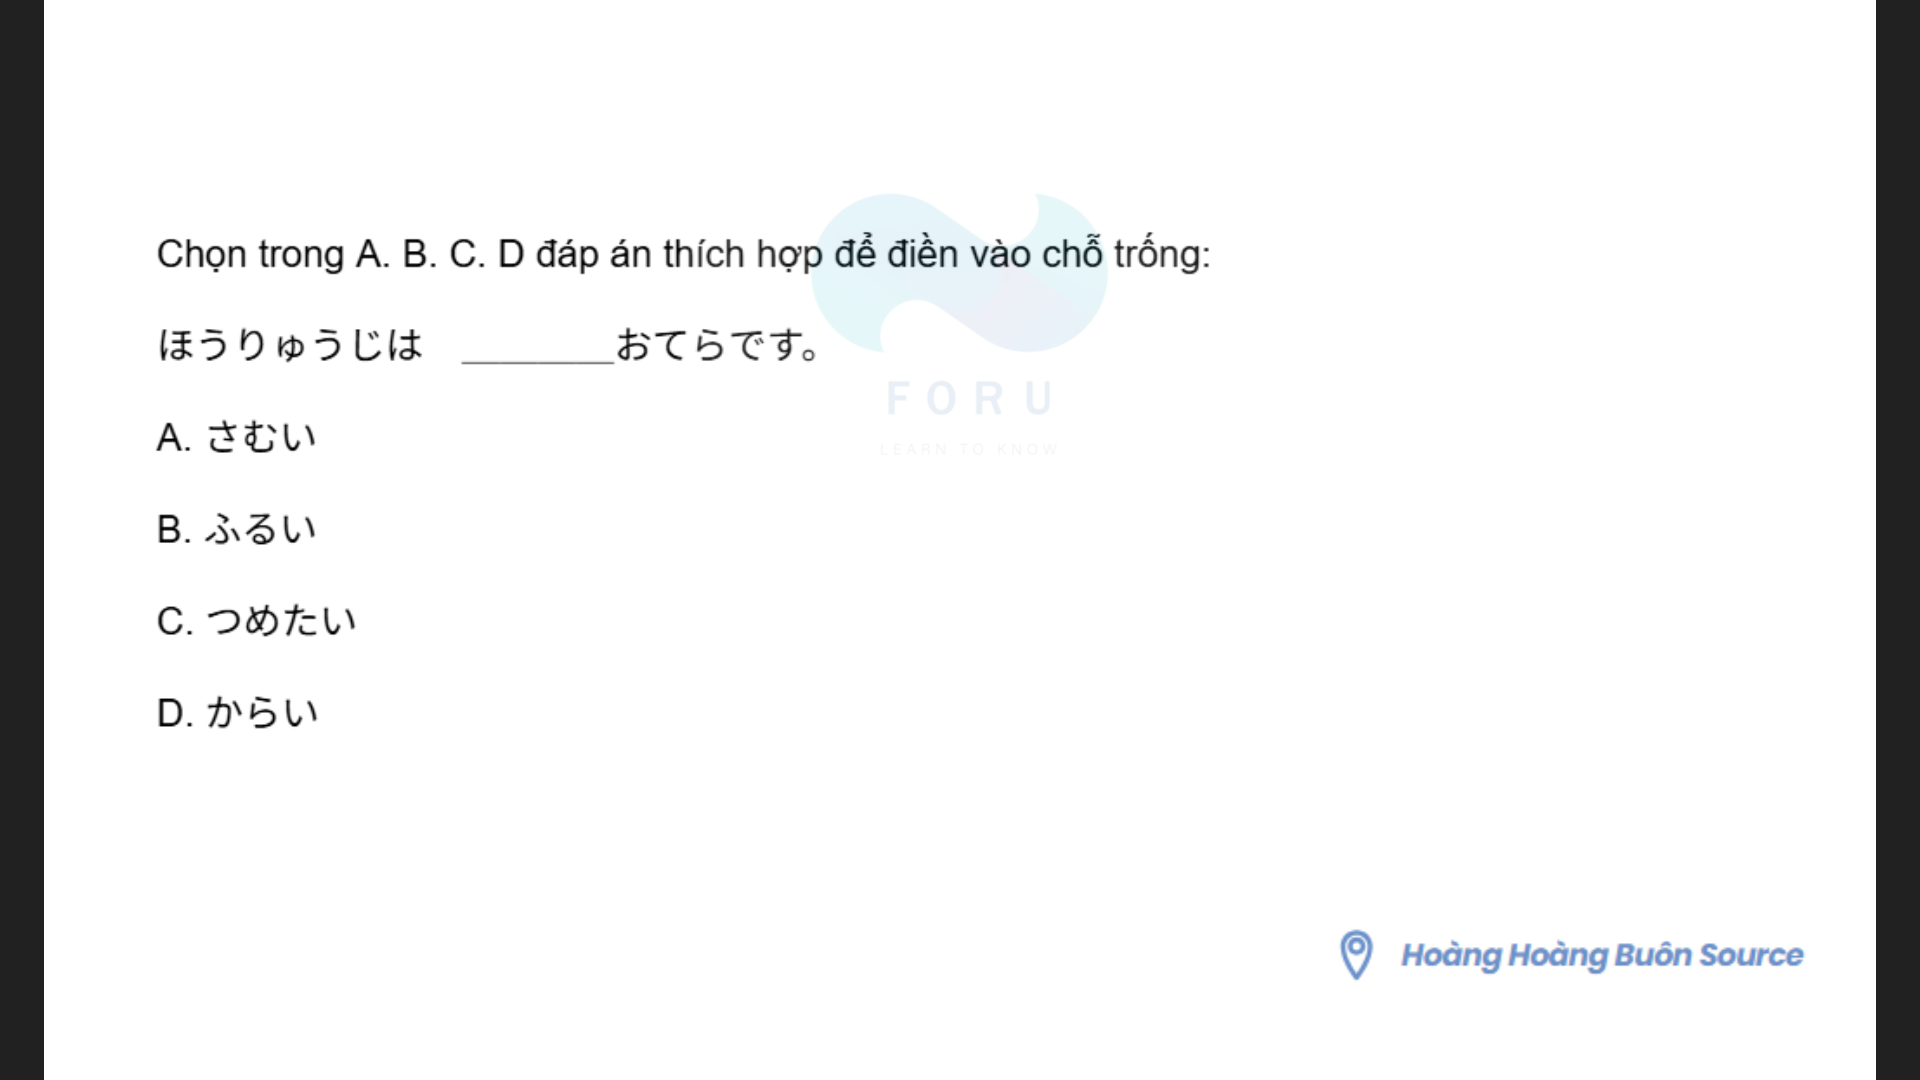 Chọn trong A. B. C. D đáp án thích hợp để điền vào chỗ trống:
ほうりゅうじは　________おてらです。
A. さむい
B. ふるい
C. つめたい
D. からい
FORU
LEARN TO KNOW
Hoàng Hoàng Buôn Source